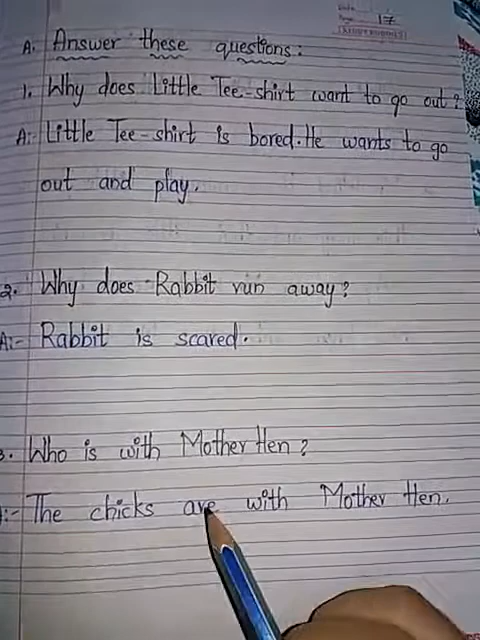 17
A. Answer these questions:
1. Why does Little Tee-shirt want to go out?
A:- Little Tee-shirt is bored. He wants to go
out and play.
2. Why does Rabbit run away?
A:- Rabbit is scared.
3. Who is with Mother Hen?
A:- The chicks are with Mother Hen.